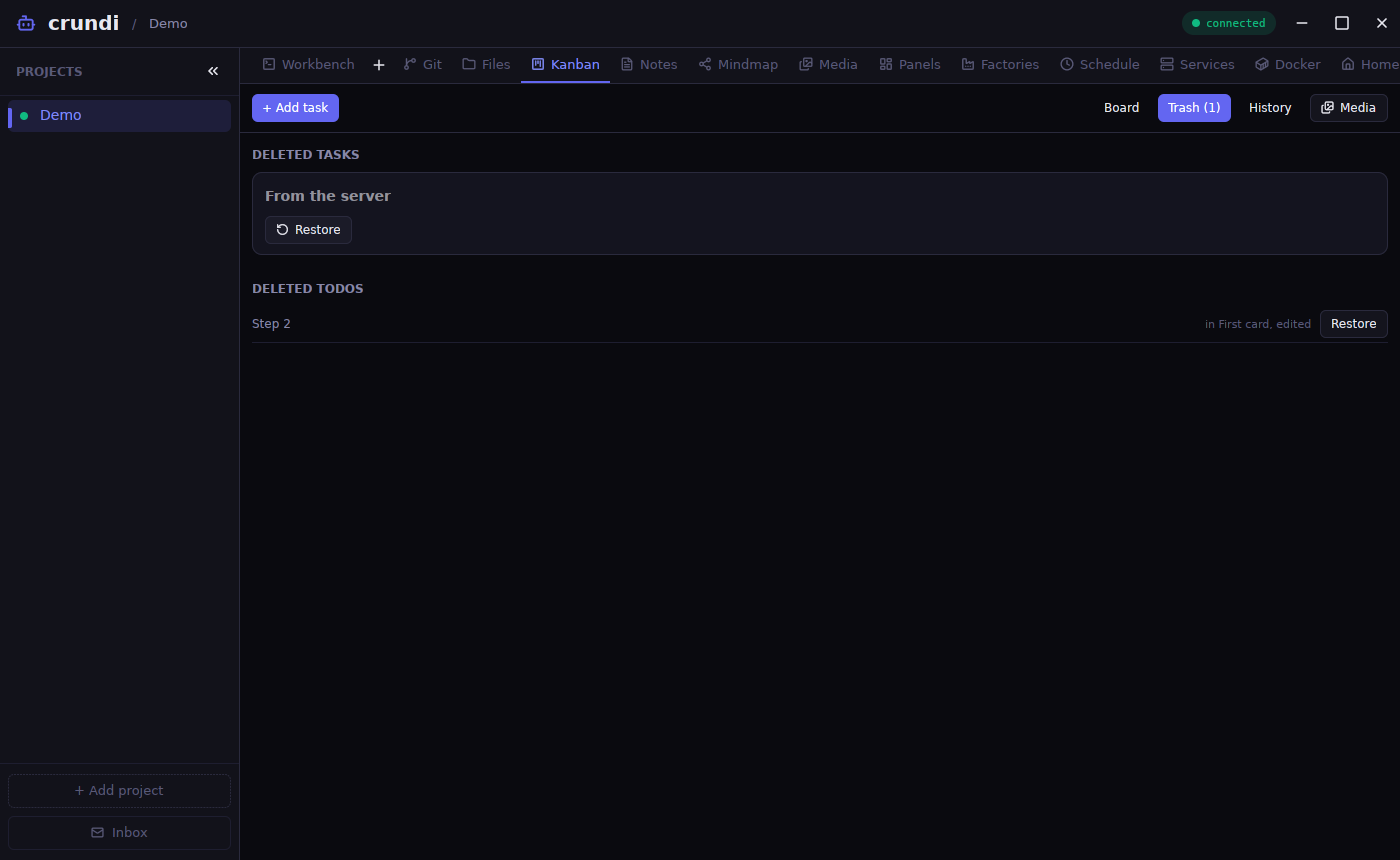 crundi / Demo
connected
PROJECTS
Workbench
Git
Files
Kanban
Notes
Mindmap
Media
Panels
Factories
Schedule
Services
Docker
Home
Demo
+ Add task
Board
Trash (1)
History
Media
DELETED TASKS
From the server
Restore
DELETED TODOS
Step 2
in First card, edited
Restore
+ Add project
Inbox